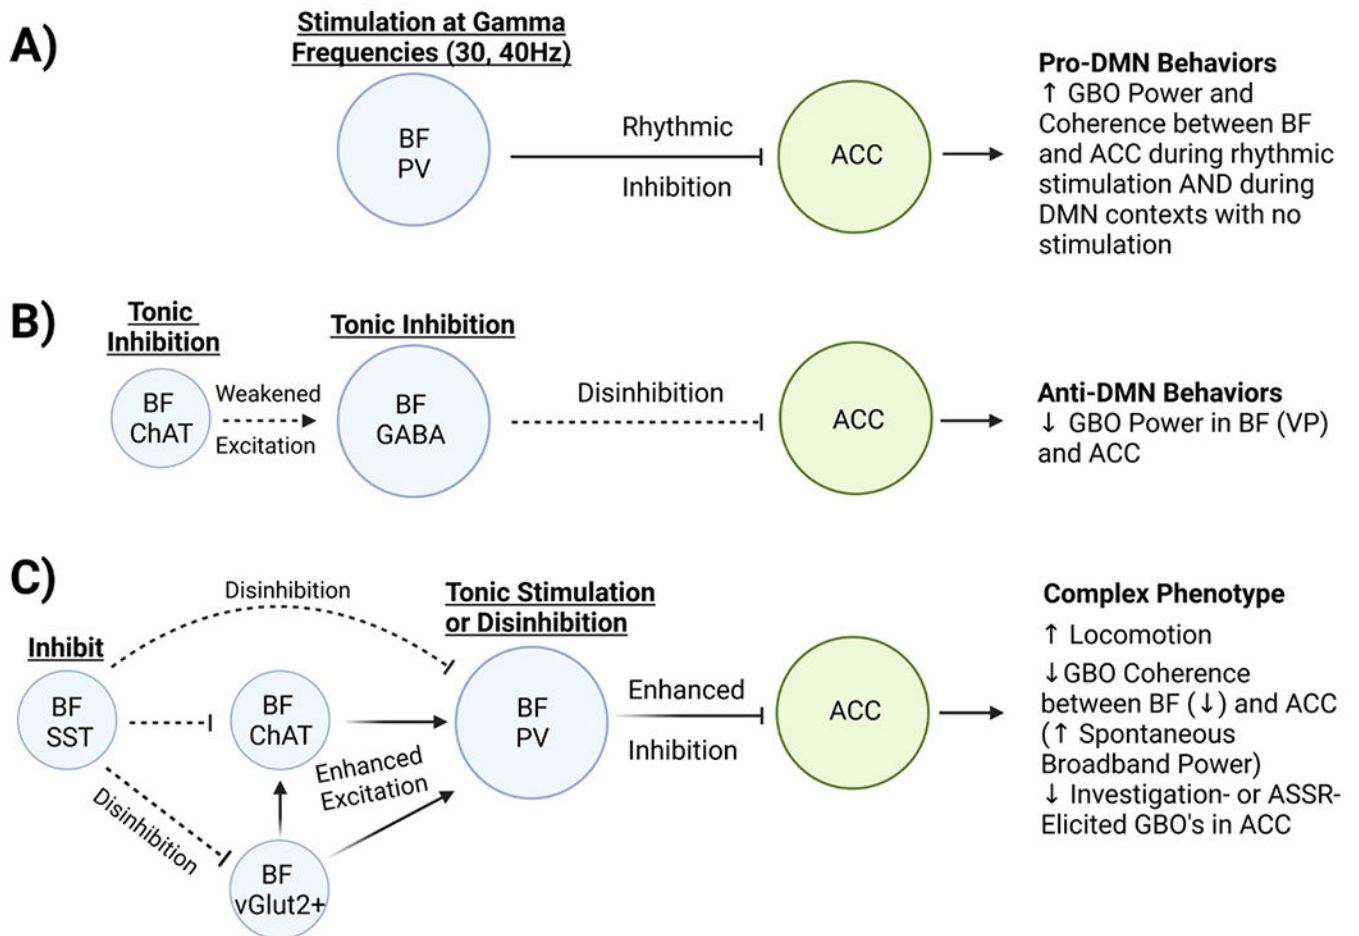 A)
Stimulation at Gamma
Frequencies (30, 40Hz)
BF
PV
Rhythmic
Inhibition
ACC
Pro-DMN Behaviors
↑ GBO Power and
Coherence between BF
and ACC during rhythmic
stimulation AND during
DMN contexts with no
stimulation
B)
Tonic
Inhibition
BF
ChAT
Weakened
Excitation
Tonic Inhibition
BF
GABA
Disinhibition
ACC
Anti-DMN Behaviors
↓ GBO Power in BF (VP)
and ACC
C)
Inhibit
BF
SST
Disinhibition
Disinhibition
BF
ChAT
BF
vGlut2+
Enhanced
Excitation
Tonic Stimulation
or Disinhibition
BF
PV
Enhanced
Inhibition
ACC
Complex Phenotype
↑ Locomotion
↓GBO Coherence
between BF (↓) and ACC
(↑ Spontaneous
Broadband Power)
↓ Investigation- or ASSR-
Elicited GBO's in ACC